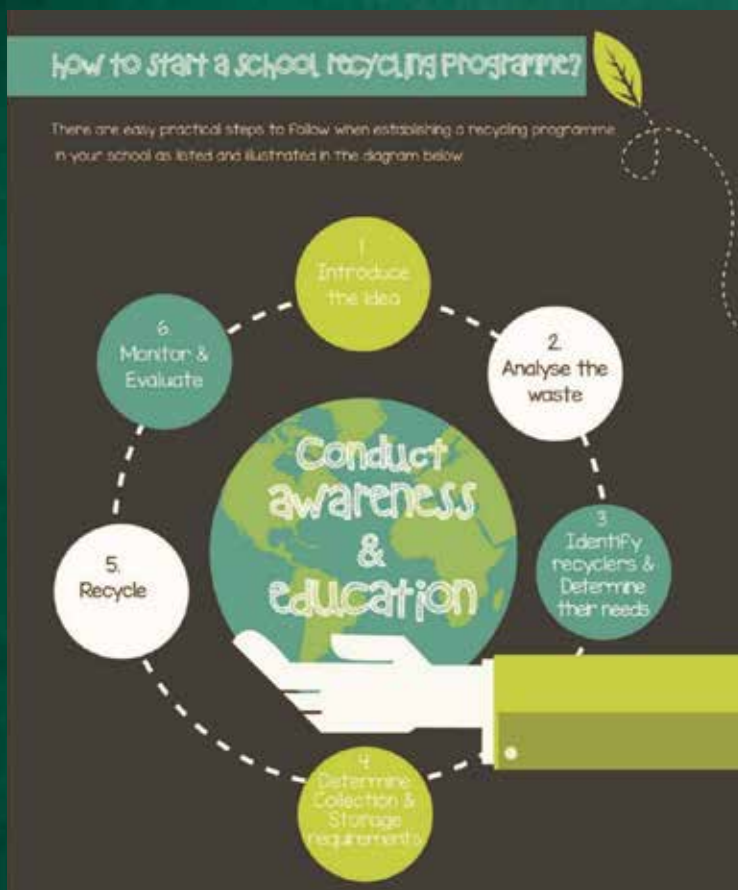 How to start a school recycling programme?
There are easy practical steps to follow when establishing a recycling programme
in your school as listed and illustrated in the diagram below
1
Introduce
the idea
2.
Analyse the
waste
3
Identify
recyclers &
Determine
their needs
4
Determine
Collection &
Storage
requirements
5.
Recycle
6.
Monitor &
Evaluate
Conduct
awareness
&
education